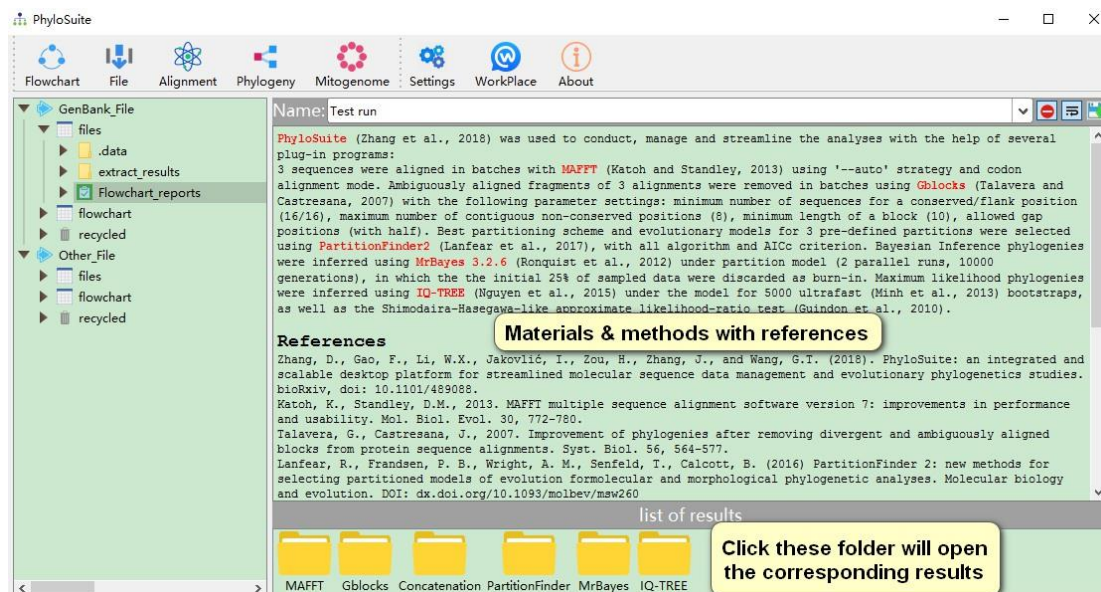 PhyloSuite
Flowchart File Alignment Phylogeny Mitogenome Settings WorkPlace About
GenBank_File
files
.data
extract_results
Flowchart_reports
flowchart
recycled
Other_File
files
flowchart
recycled
Name: Test run
PhyloSuite (Zhang et al., 2018) was used to conduct, manage and streamline the analyses with the help of several
plug-in programs:
3 sequences were aligned in batches with MAFFT (Katoh and Standley, 2013) using '--auto' strategy and codon
alignment mode. Ambiguously aligned fragments of 3 alignments were removed in batches using Gblocks (Talavera and
Castresana, 2007) with the following parameter settings: minimum number of sequences for a conserved/flank position
(16/16), maximum number of contiguous non-conserved positions (8), minimum length of a block (10), allowed gap
positions (with half). Best partitioning scheme and evolutionary models for 3 pre-defined partitions were selected
using PartitionFinder2 (Lanfear et al., 2017), with all algorithm and AICc criterion. Bayesian Inference phylogenies
were inferred using MrBayes 3.2.6 (Ronquist et al., 2012) under partition model (2 parallel runs, 10000
generations), in which the the initial 25% of sampled data were discarded as burn-in. Maximum likelihood phylogenies
were inferred using IQ-TREE (Nguyen et al., 2015) under the model for 5000 ultrafast (Minh et al., 2013) bootstraps,
as well as the Shimodaira-Hasegawa-like approximate likelihood-ratio test (Guindon et al., 2010).
Materials & methods with references
References
Zhang, D., Gao, F., Li, W.X., Jakovlić, I., Zou, H., Zhang, J., and Wang, G.T. (2018). PhyloSuite: an integrated and
scalable desktop platform for streamlined molecular sequence data management and evolutionary phylogenetics studies.
bioRxiv, doi: 10.1101/489088.
Katoh, K., Standley, D.M., 2013. MAFFT multiple sequence alignment software version 7: improvements in performance
and usability. Mol. Biol. Evol. 30, 772-780.
Talavera, G., Castresana, J., 2007. Improvement of phylogenies after removing divergent and ambiguously aligned
blocks from protein sequence alignments. Syst. Biol. 56, 564-577.
Lanfear, R., Frandsen, P. B., Wright, A. M., Senfeld, T., Calcott, B. (2016) PartitionFinder 2: new methods for
selecting partitioned models of evolution formolecular and morphological phylogenetic analyses. Molecular biology
and evolution. DOI: dx.doi.org/10.1093/molbev/msw260
list of results
MAFFT Gblocks Concatenation PartitionFinder MrBayes IQ-TREE
Click these folder will open
the corresponding results